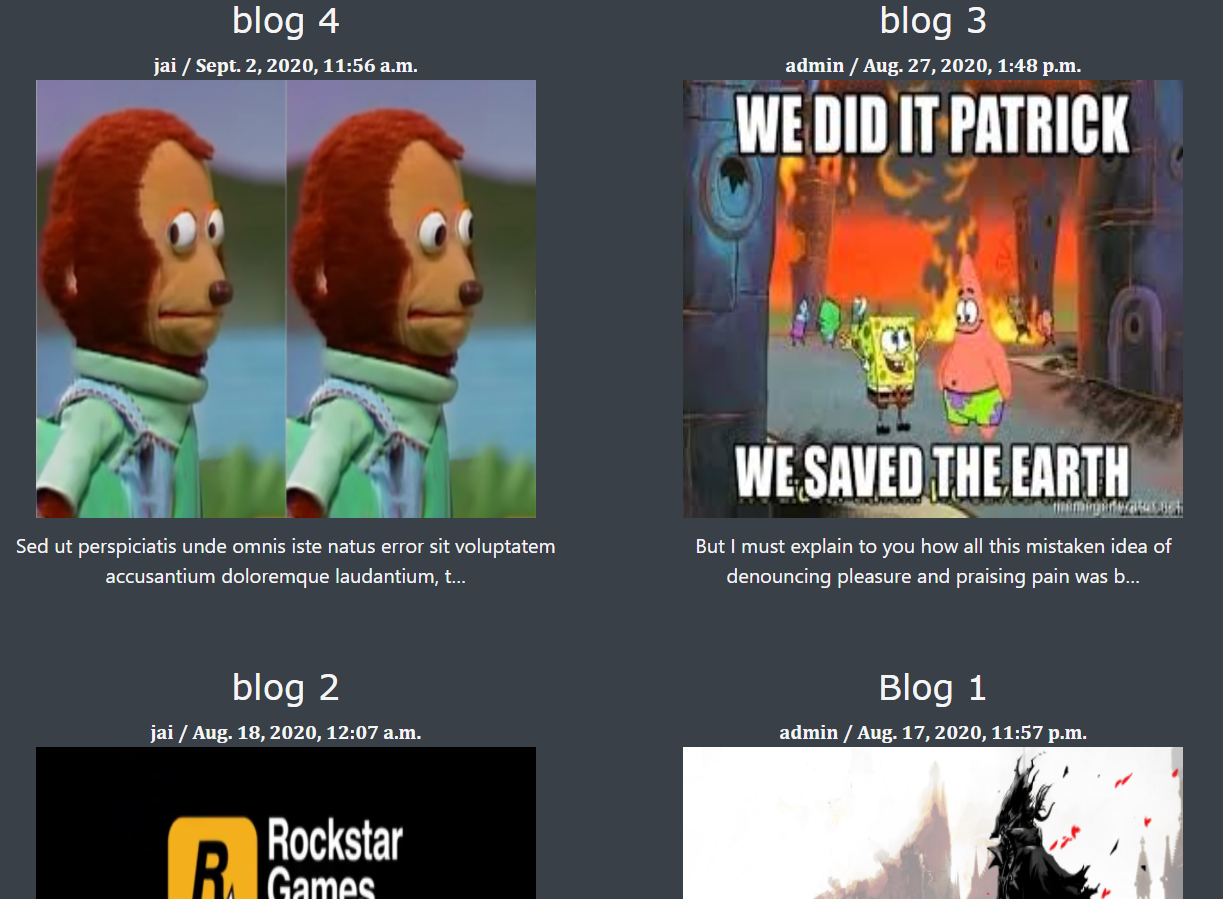 blog 4
jai / Sept. 2, 2020, 11:56 a.m.
Sed ut perspiciatis unde omnis iste natus error sit voluptatem
accusantium doloremque laudantium, t...
blog 3
admin / Aug. 27, 2020, 1:48 p.m.
WE DID IT PATRICK
WE SAVED THE EARTH
memegenerator.net
But I must explain to you how all this mistaken idea of
denouncing pleasure and praising pain was b...
blog 2
jai / Aug. 18, 2020, 12:07 a.m.
R
Rockstar
Games
Blog 1
admin / Aug. 17, 2020, 11:57 p.m.